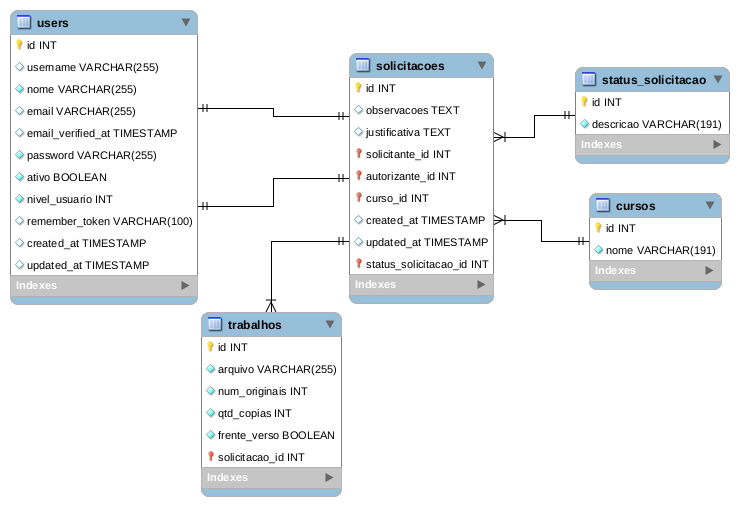 users
id INT
username VARCHAR(255)
nome VARCHAR(255)
email VARCHAR(255)
email_verified_at TIMESTAMP
password VARCHAR(255)
ativo BOOLEAN
nivel_usuario INT
remember_token VARCHAR(100)
created_at TIMESTAMP
updated_at TIMESTAMP
Indexes
solicitacoes
id INT
observacoes TEXT
justificativa TEXT
solicitante_id INT
autorizante_id INT
curso_id INT
created_at TIMESTAMP
updated_at TIMESTAMP
status_solicitacao_id INT
Indexes
status_solicitacao
id INT
descricao VARCHAR(191)
Indexes
cursos
id INT
nome VARCHAR(191)
Indexes
trabalhos
id INT
arquivo VARCHAR(255)
num_originais INT
qtd_copias INT
frente_verso BOOLEAN
solicitacao_id INT
Indexes